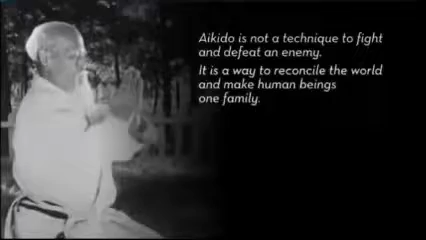 Aikido is not a technique to fight
and defeat an enemy.
It is a way to reconcile the world
and make human beings
one family.